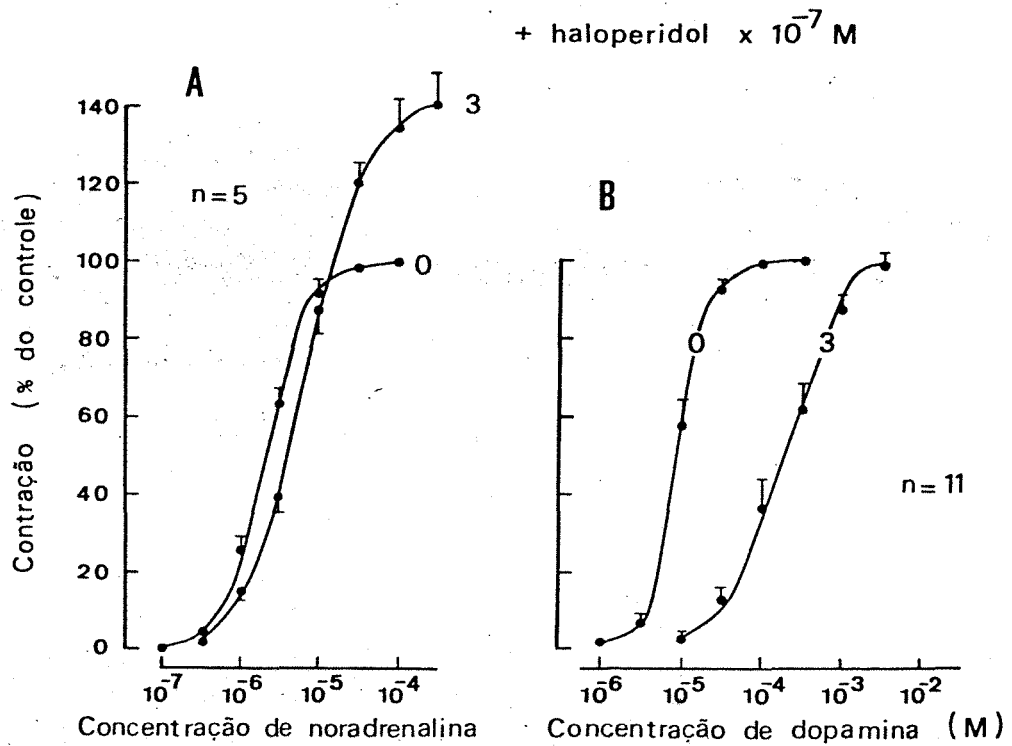 + haloperidol x 10⁻⁷ M
A
Contração (% do controle)
140
120
100
80
60
40
20
0
n=5
3
0
10⁻⁷ 10⁻⁶ 10⁻⁵ 10⁻⁴
Concentração de noradrenalina
B
0
3
n=11
10⁻⁶ 10⁻⁵ 10⁻⁴ 10⁻³ 10⁻²
Concentração de dopamina (M)